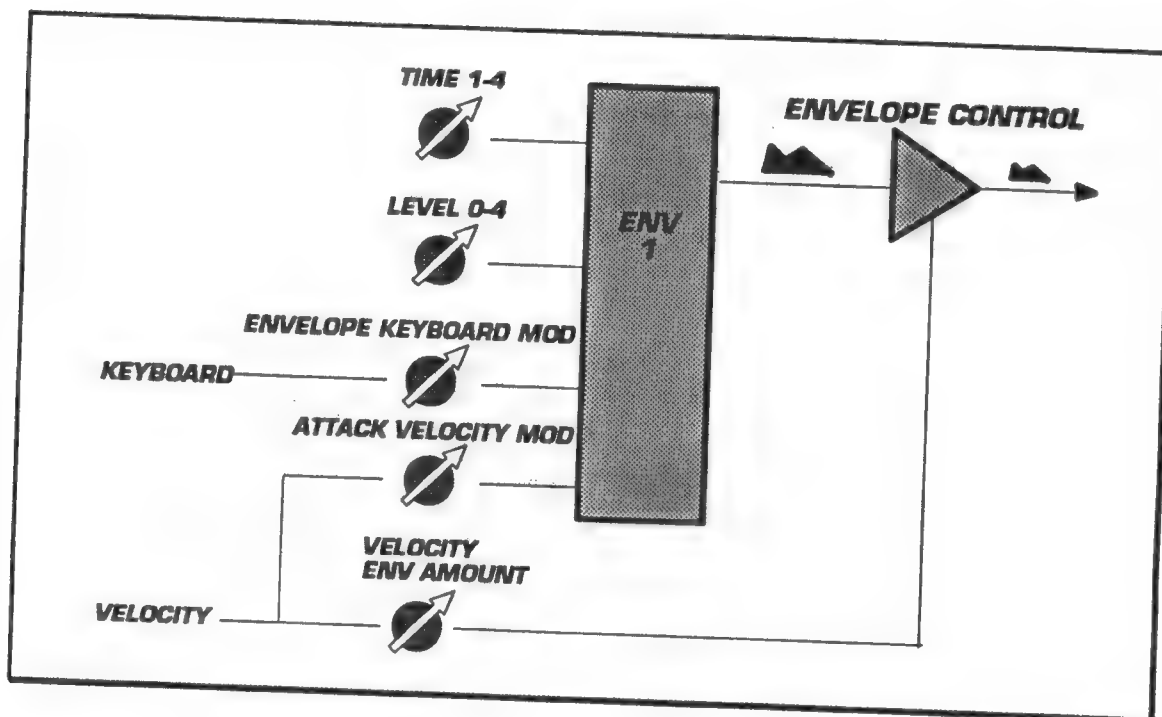 TIME 1-4
ENVELOPE CONTROL
LEVEL 0-4
ENV
1
ENVELOPE KEYBOARD MOD
KEYBOARD
ATTACK VELOCITY MOD
VELOCITY
ENV AMOUNT
VELOCITY